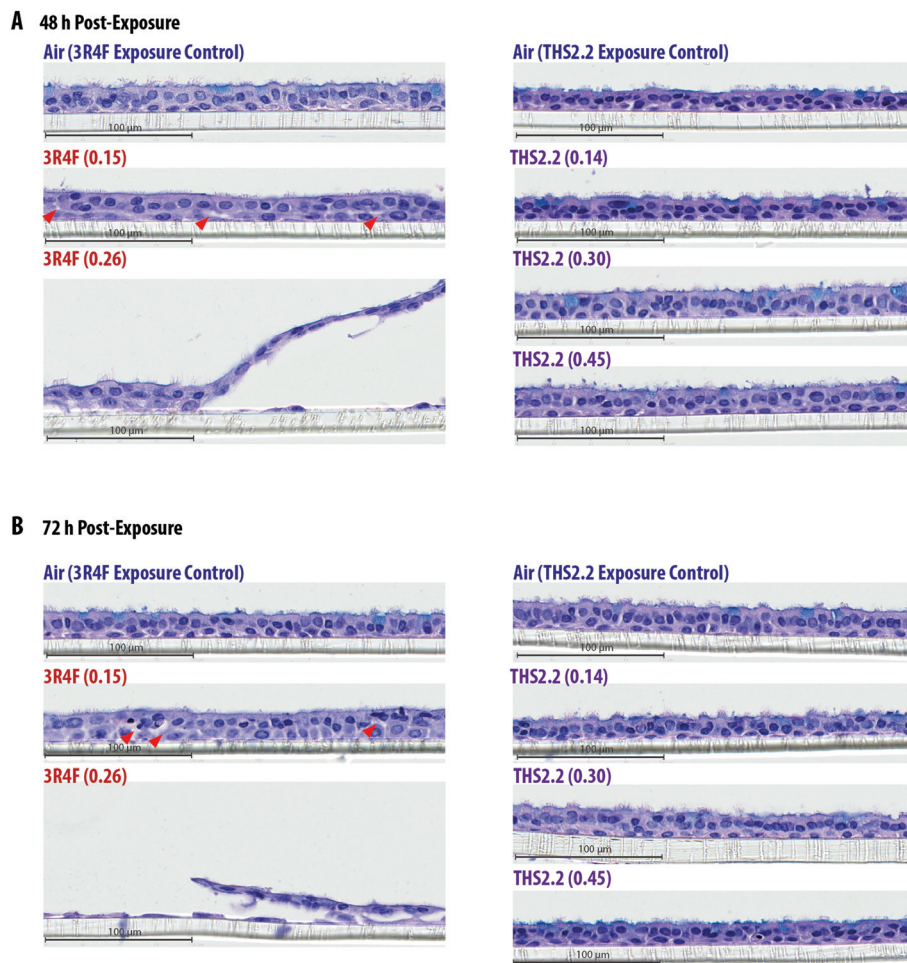 A 48 h Post-Exposure
Air (3R4F Exposure Control)
100 µm
3R4F (0.15)
100 µm
3R4F (0.26)
100 µm
Air (THS2.2 Exposure Control)
100 µm
THS2.2 (0.14)
100 µm
THS2.2 (0.30)
100 µm
THS2.2 (0.45)
100 µm
B 72 h Post-Exposure
Air (3R4F Exposure Control)
100 µm
3R4F (0.15)
100 µm
3R4F (0.26)
100 µm
Air (THS2.2 Exposure Control)
100 µm
THS2.2 (0.14)
100 µm
THS2.2 (0.30)
100 µm
THS2.2 (0.45)
100 µm